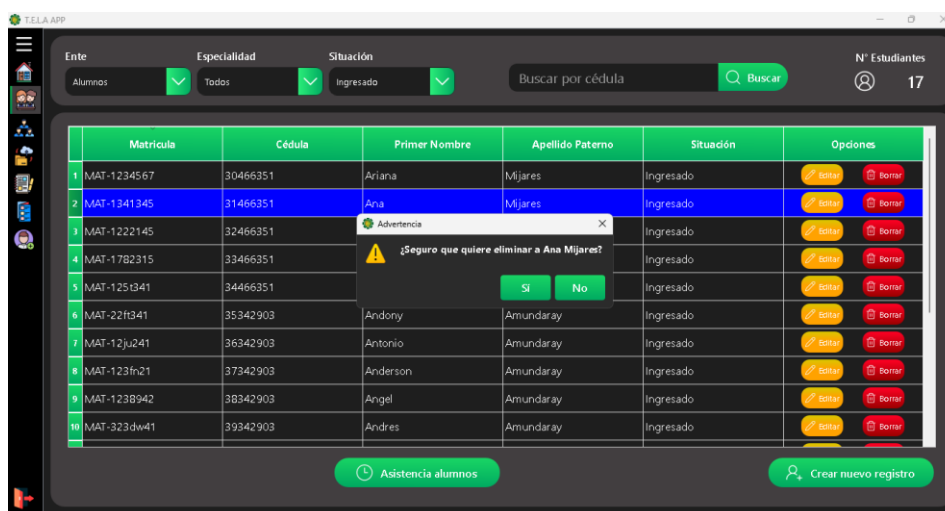 T.E.L.A APP
Ente Especialidad Situación N° Estudiantes
Alumnos Todos Ingresado Buscar por cédula Buscar 17
Matricula Cédula Primer Nombre Apellido Paterno Situación Opciones
1 MAT-1234567 30466351 Ariana Mijares Ingresado Editar Borrar
2 MAT-1341345 31466351 Ana Mijares Ingresado Editar Borrar
3 MAT-1222145 32466351 Ingresado Editar Borrar
4 MAT-1782315 33466351 Ingresado Editar Borrar
5 MAT-125t341 34466351 Ingresado Editar Borrar
6 MAT-22ft341 35342903 Andony Amundaray Ingresado Editar Borrar
7 MAT-12ju241 36342903 Antonio Amundaray Ingresado Editar Borrar
8 MAT-123fn21 37342903 Anderson Amundaray Ingresado Editar Borrar
9 MAT-1238942 38342903 Angel Amundaray Ingresado Editar Borrar
10 MAT-323dw41 39342903 Andres Amundaray Ingresado Editar Borrar
Advertencia
¿Seguro que quiere eliminar a Ana Mijares?
Sí No
Asistencia alumnos Crear nuevo registro